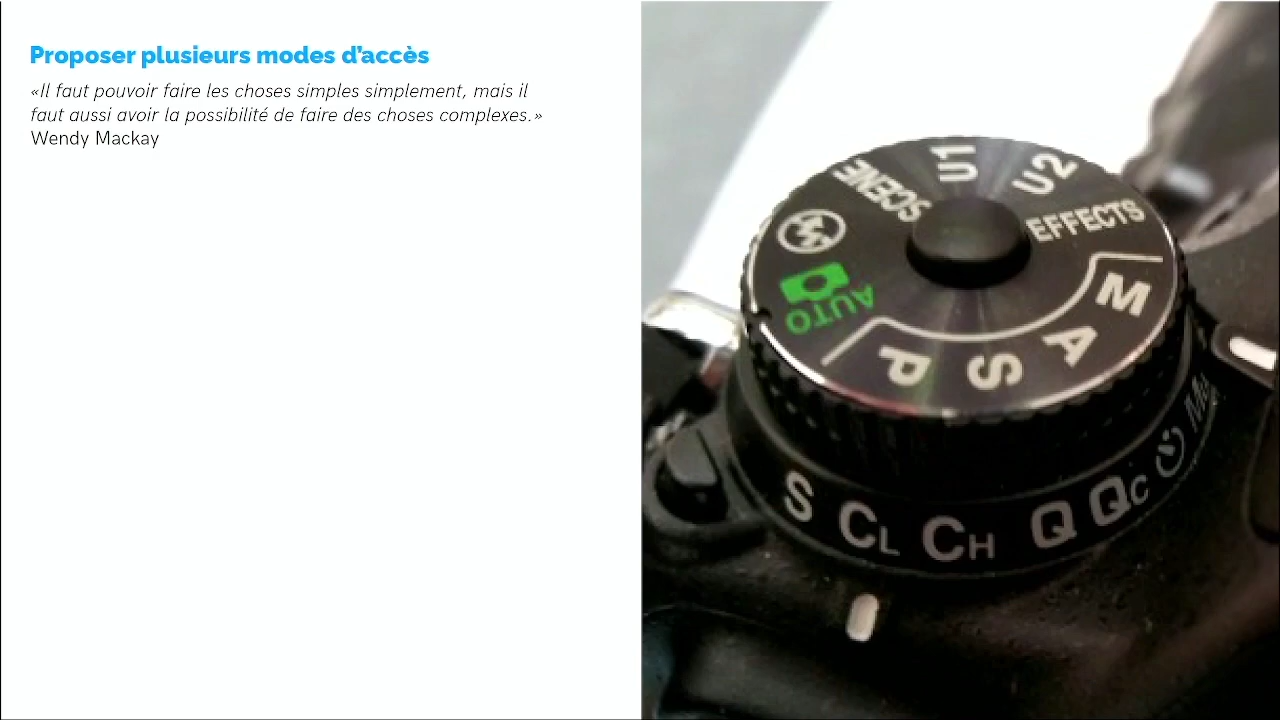 Proposer plusieurs modes d'accès
«Il faut pouvoir faire les choses simples simplement, mais il
faut aussi avoir la possibilité de faire des choses complexes.»
Wendy Mackay
U1
U2
SCENE
EFFECTS
AUTO
M
A
S
P
S CL CH Q Qc